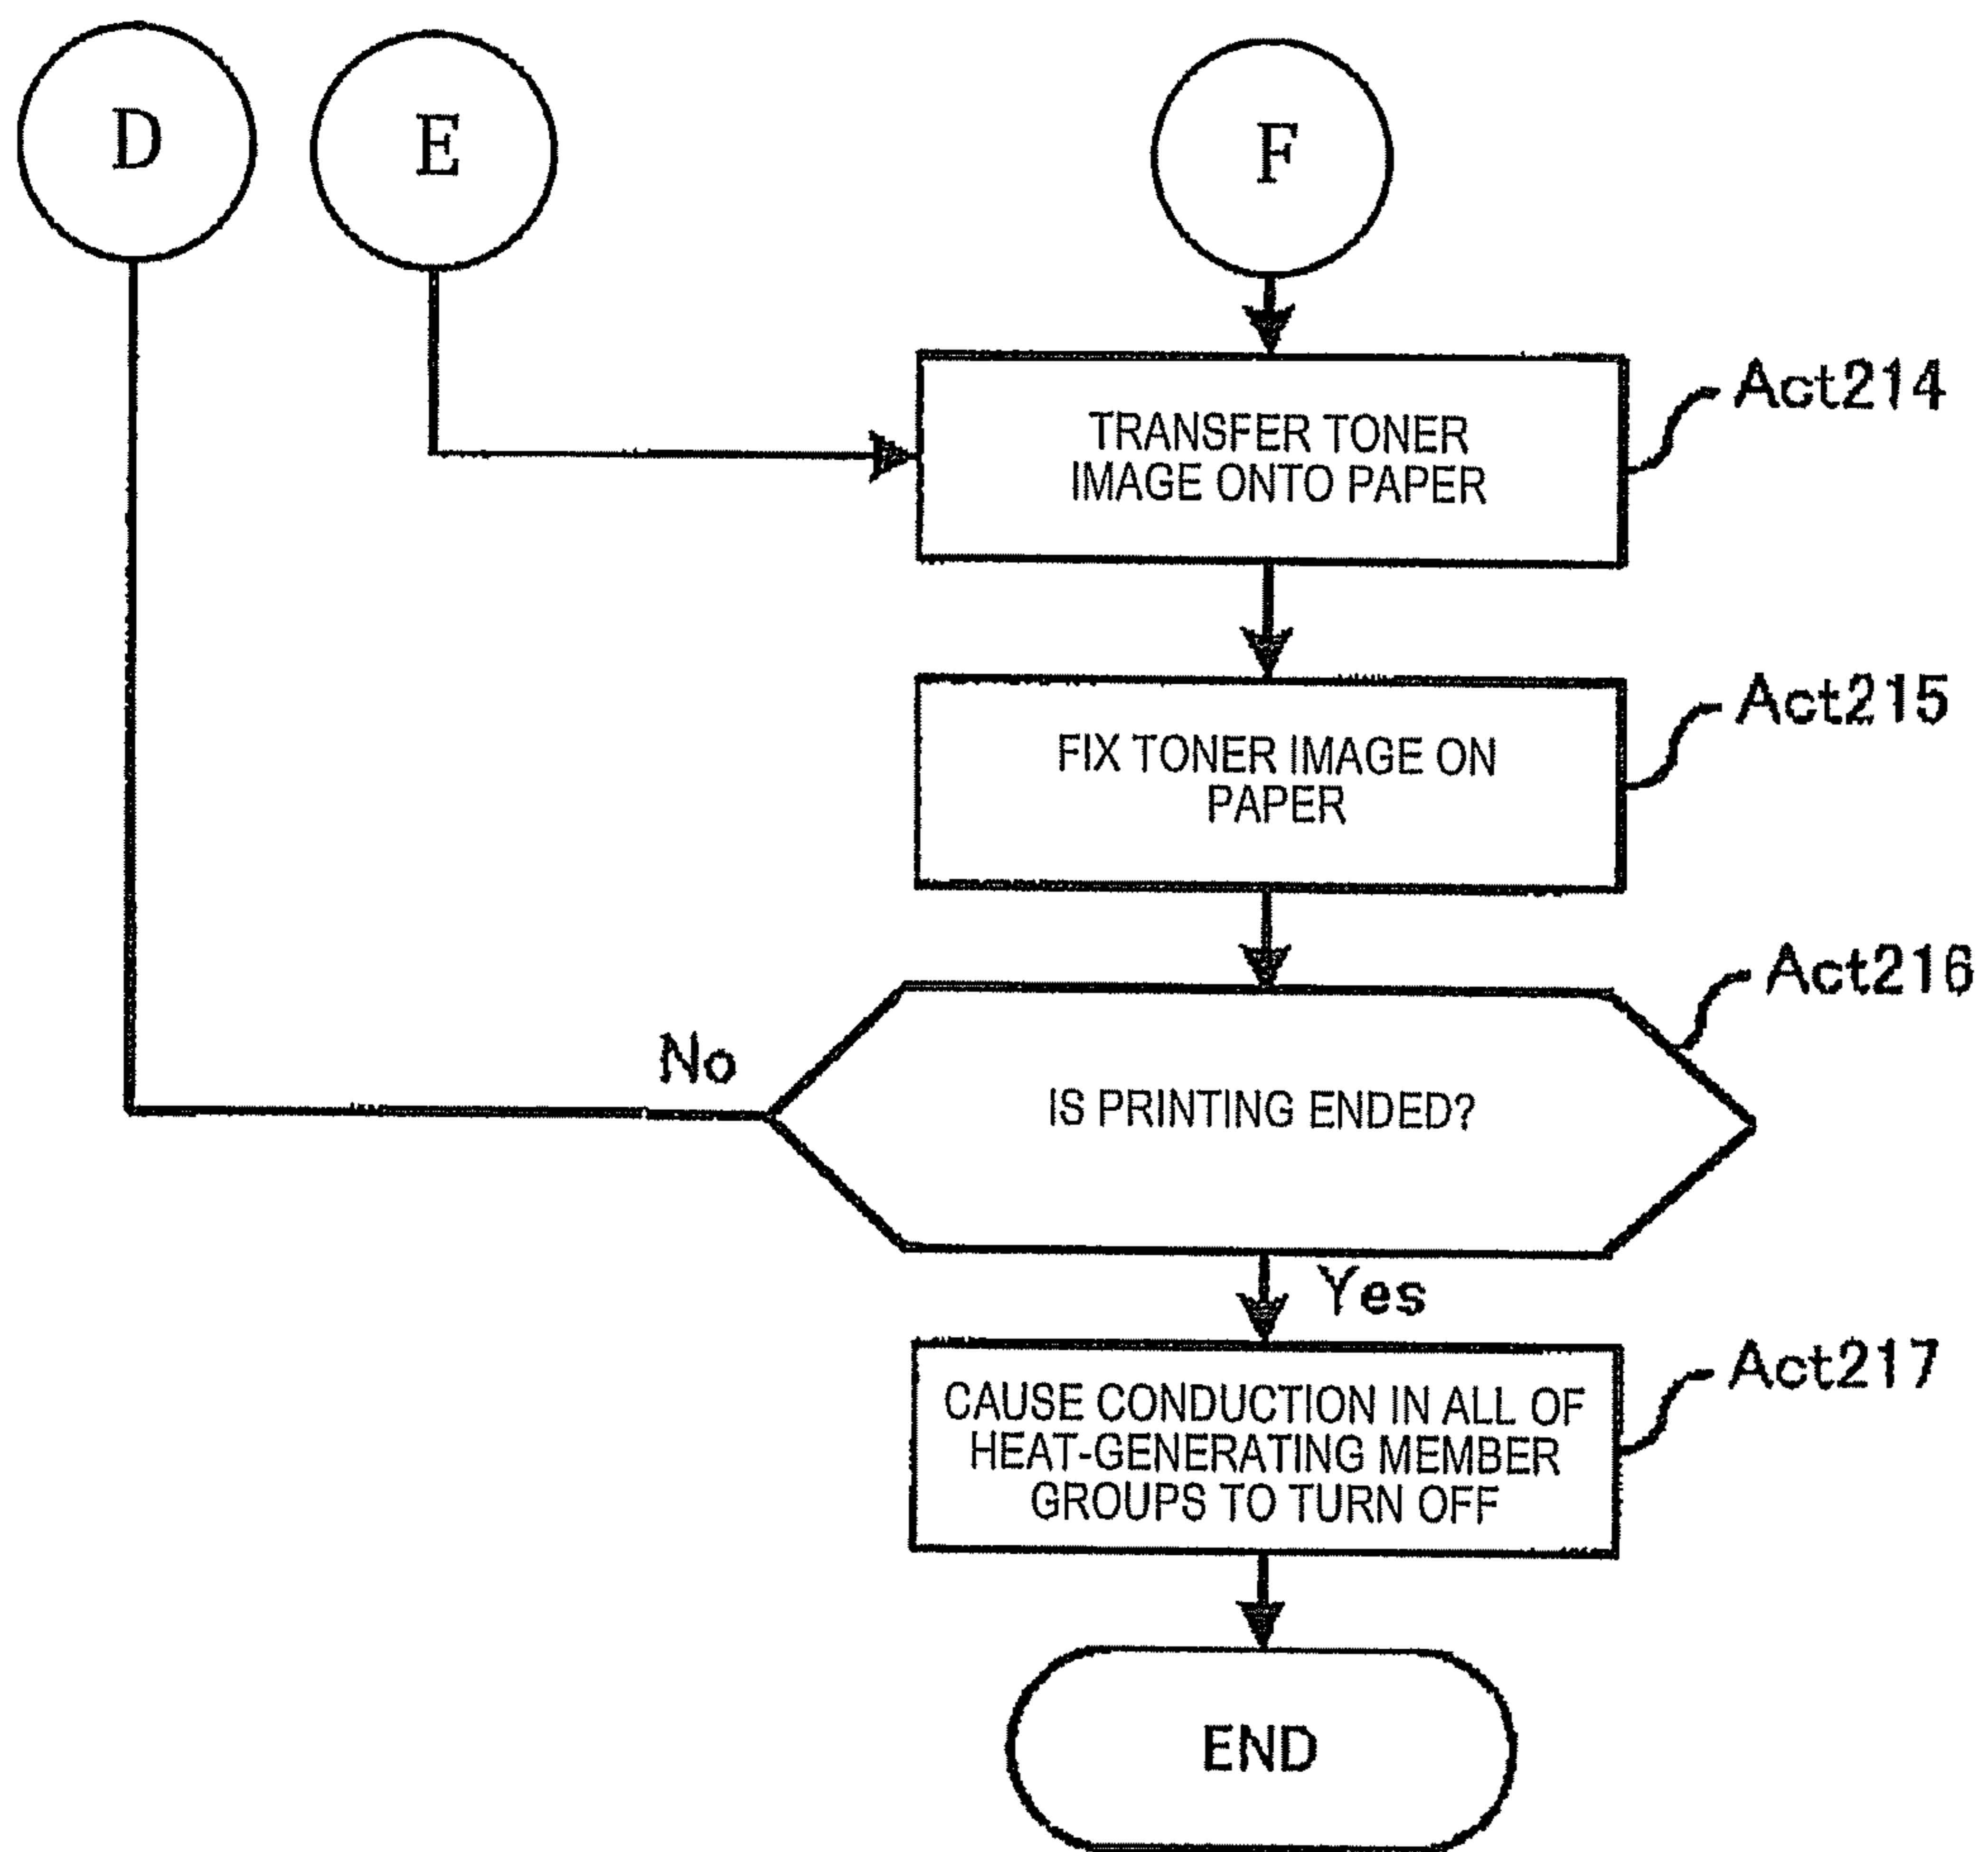 D
E
F
Act214
TRANSFER TONER
IMAGE ONTO PAPER
Act215
FIX TONER IMAGE ON
PAPER
Act216
No
IS PRINTING ENDED?
Yes
Act217
CAUSE CONDUCTION IN ALL OF
HEAT-GENERATING MEMBER
GROUPS TO TURN OFF
END